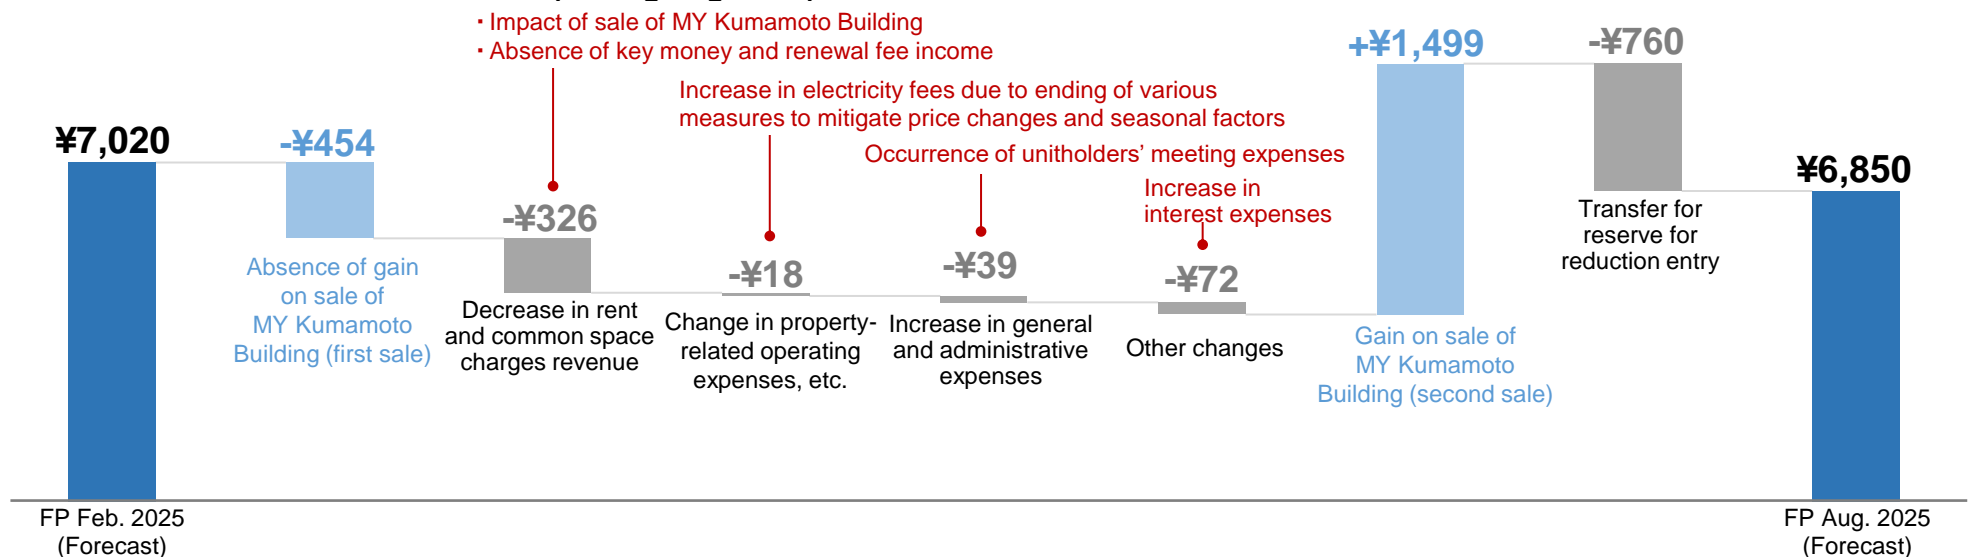 ・Impact of sale of MY Kumamoto Building
・Absence of key money and renewal fee income
Increase in electricity fees due to ending of various
measures to mitigate price changes and seasonal factors
Occurrence of unitholders’ meeting expenses
Increase in
interest expenses
¥7,020
FP Feb. 2025
(Forecast)
-¥454
Absence of gain
on sale of
MY Kumamoto
Building (first sale)
-¥326
Decrease in rent
and common space
charges revenue
-¥18
Change in property-
related operating
expenses, etc.
-¥39
Increase in general
and administrative
expenses
-¥72
Other changes
+¥1,499
Gain on sale of
MY Kumamoto
Building (second sale)
-¥760
Transfer for
reserve for
reduction entry
¥6,850
FP Aug. 2025
(Forecast)